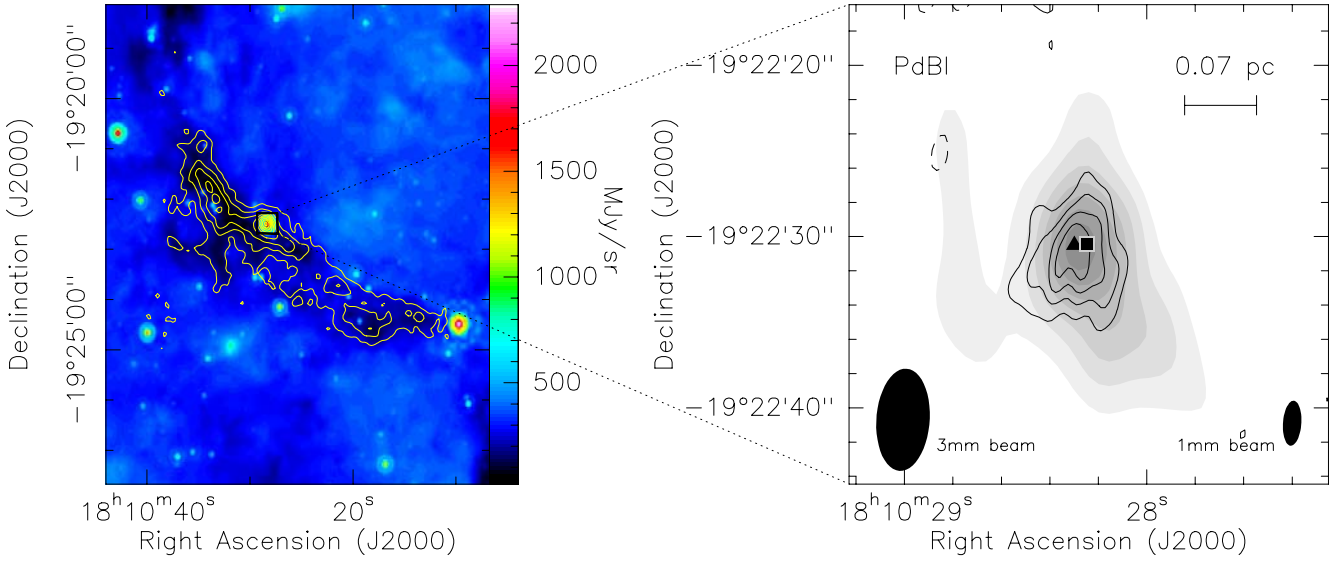 −19°20'00"
−19°25'00"
Declination (J2000)
18ʰ10ᵐ40ˢ
20ˢ
Right Ascension (J2000)
2000
1500
1000
500
MJy/sr
PdBI
0.07 pc
−19°22'20"
−19°22'30"
−19°22'40"
Declination (J2000)
3mm beam
1mm beam
18ʰ10ᵐ29ˢ
28ˢ
Right Ascension (J2000)